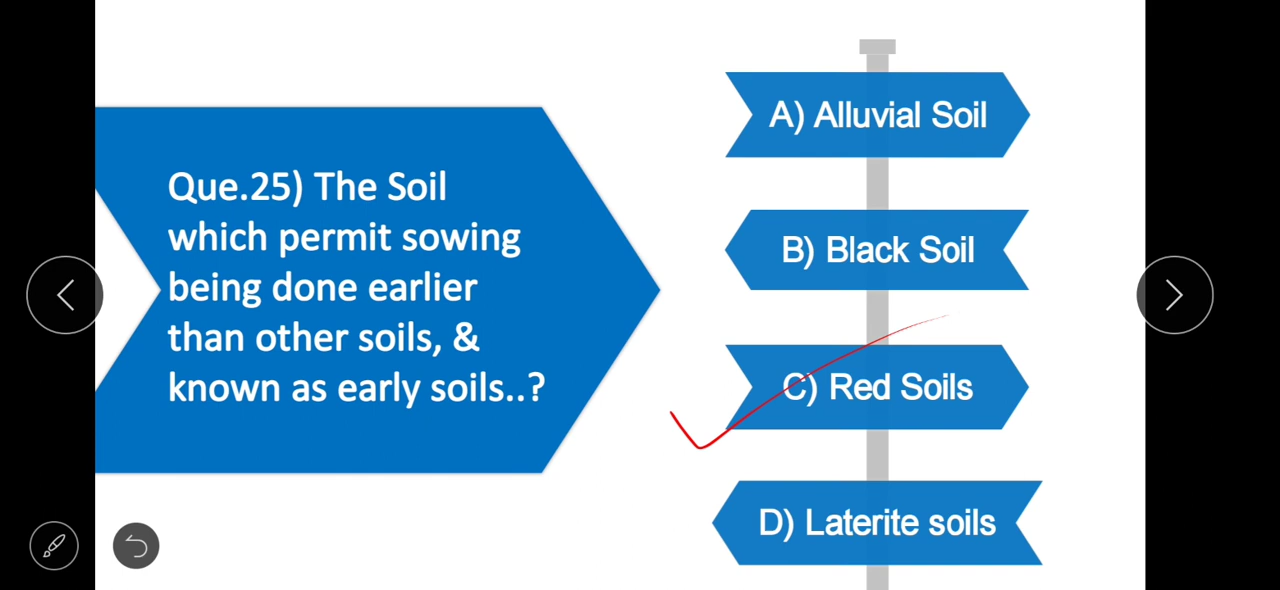 Que.25) The Soil
which permit sowing
being done earlier
than other soils, &
known as early soils..?
A) Alluvial Soil
B) Black Soil
C) Red Soils
D) Laterite soils